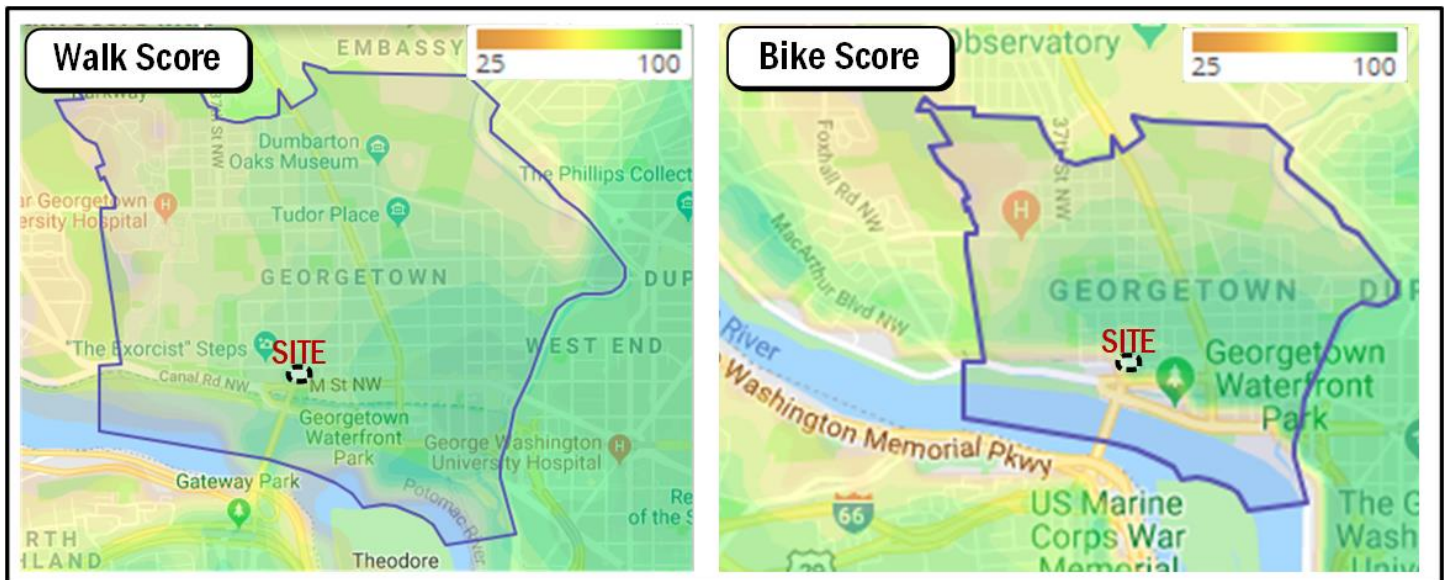 Walk Score
EMBASSY
25 100
Parkway
37th St NW
Dumbarton
Oaks Museum
The Phillips Collect
ar Georgetown
ersity Hospital
H
Tudor Place
GEORGETOWN
DUP
"The Exorcist" Steps
SITE
WEST END
Canal Rd NW
M St NW
Georgetown
Waterfront
Park
George Washington
University Hospital
H
Gateway Park
Potomac River
Re
of the S
RTH
HLAND
Theodore
Bike Score
Observatory
25 100
Foxhall Rd NW
37th St NW
H
MacArthur Blvd NW
GEORGETOWN
DUP
River
SITE
Georgetown
Waterfront
Park
Washington Memorial Pkwy
66
US Marine
Corps War
Memorial
The G
Wash
Unive
29